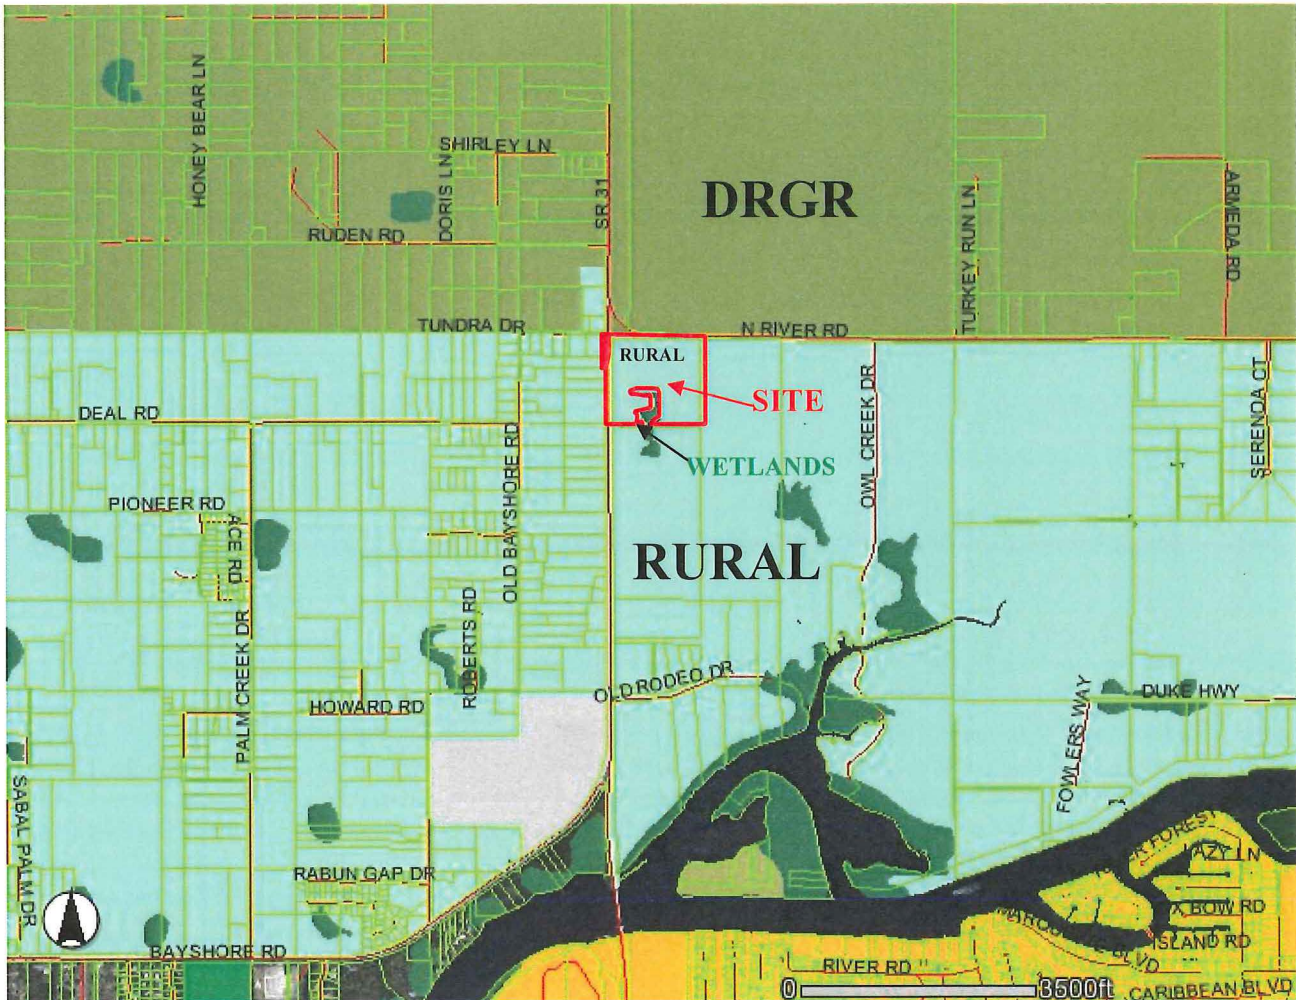 HONEY BEAR LN
SHIRLEY LN
DORIS LN
RUDEN RD
SR 31
DRGR
TURKEY RUN LN
ARMEDA RD
TUNDRA DR
N RIVER RD
RURAL
SITE
DEAL RD
WETLANDS
OLD BAYSHORE RD
OWL CREEK DR
SERENDA CT
PIONEER RD
ACE RD
RURAL
PALM CREEK DR
ROBERTS RD
OLD RODEO DR
HOWARD RD
DUKE HWY
FOWLERS WAY
SABAL PALM DR
RABUN GAP DR
BAYSHORE RD
FOREST
LAZY LN
X BOW RD
ISLAND RD
BLVD
RIVER RD
CARIBBEAN BLVD
0 3500ft